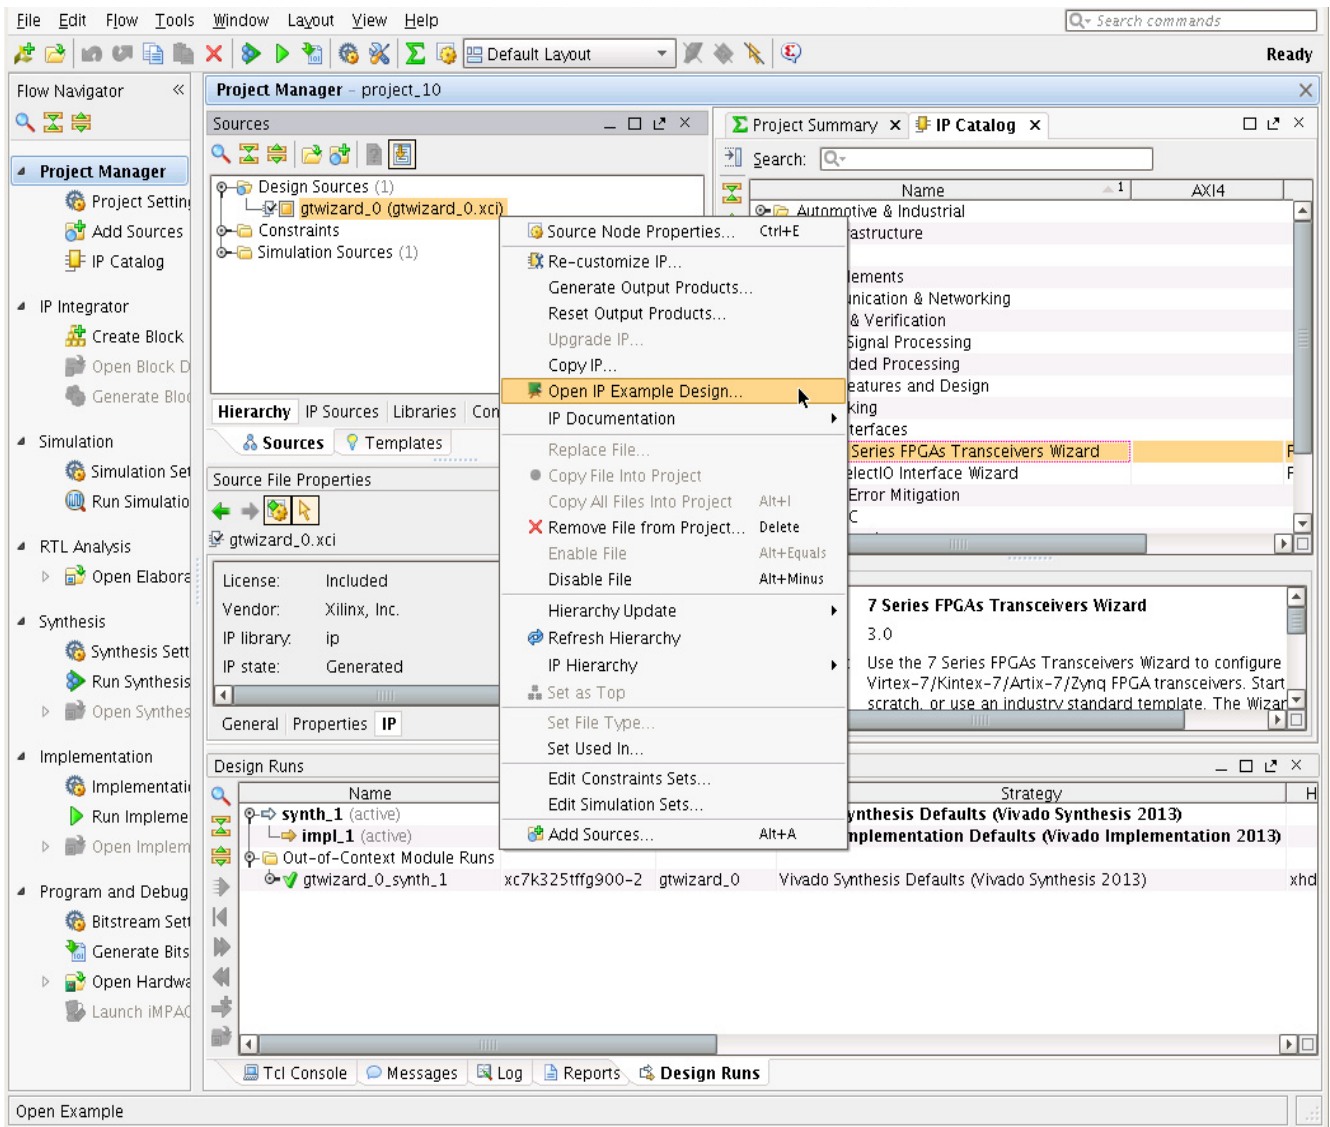 File Edit Flow Tools Window Layout View Help
Search commands
Default Layout
Ready
Flow Navigator
Project Manager
Project Settin
Add Sources
IP Catalog
IP Integrator
Create Block
Open Block D
Generate Bloc
Simulation
Simulation Set
Run Simulatio
RTL Analysis
Open Elabora
Synthesis
Synthesis Sett
Run Synthesis
Open Synthes
Implementation
Implementati
Run Impleme
Open Implem
Program and Debug
Bitstream Sett
Generate Bits
Open Hardwa
Launch iMPAC
Project Manager - project_10
Sources
Design Sources (1)
gtwizard_0 (gtwizard_0.xci)
Constraints
Simulation Sources (1)
Hierarchy IP Sources Libraries Con
Sources Templates
Source File Properties
gtwizard_0.xci
License: Included
Vendor: Xilinx, Inc.
IP library: ip
IP state: Generated
General Properties IP
Source Node Properties... Ctrl+E
Re-customize IP...
Generate Output Products...
Reset Output Products...
Upgrade IP...
Copy IP...
Open IP Example Design...
IP Documentation
Replace File...
Copy File Into Project
Copy All Files Into Project Alt+I
Remove File from Project... Delete
Enable File Alt+Equals
Disable File Alt+Minus
Hierarchy Update
Refresh Hierarchy
IP Hierarchy
Set as Top
Set File Type...
Set Used In...
Edit Constraints Sets...
Edit Simulation Sets...
Add Sources... Alt+A
Project Summary IP Catalog
Search:
Name 1 AXI4
Automotive & Industrial
rastructure
lements
unication & Networking
& Verification
Signal Processing
ded Processing
eatures and Design
king
terfaces
Series FPGAs Transceivers Wizard
electIO Interface Wizard
Error Mitigation
C
7 Series FPGAs Transceivers Wizard
3.0
: Use the 7 Series FPGAs Transceivers Wizard to configure
Virtex-7/Kintex-7/Artix-7/Zynq FPGA transceivers. Start
scratch, or use an industry standard template. The Wizar
Design Runs
Name Strategy H
synth_1 (active) ynthesis Defaults (Vivado Synthesis 2013)
impl_1 (active) mplementation Defaults (Vivado Implementation 2013)
Out-of-Context Module Runs
gtwizard_0_synth_1 xc7k325tffg900-2 gtwizard_0 Vivado Synthesis Defaults (Vivado Synthesis 2013) xhd
Tcl Console Messages Log Reports Design Runs
Open Example